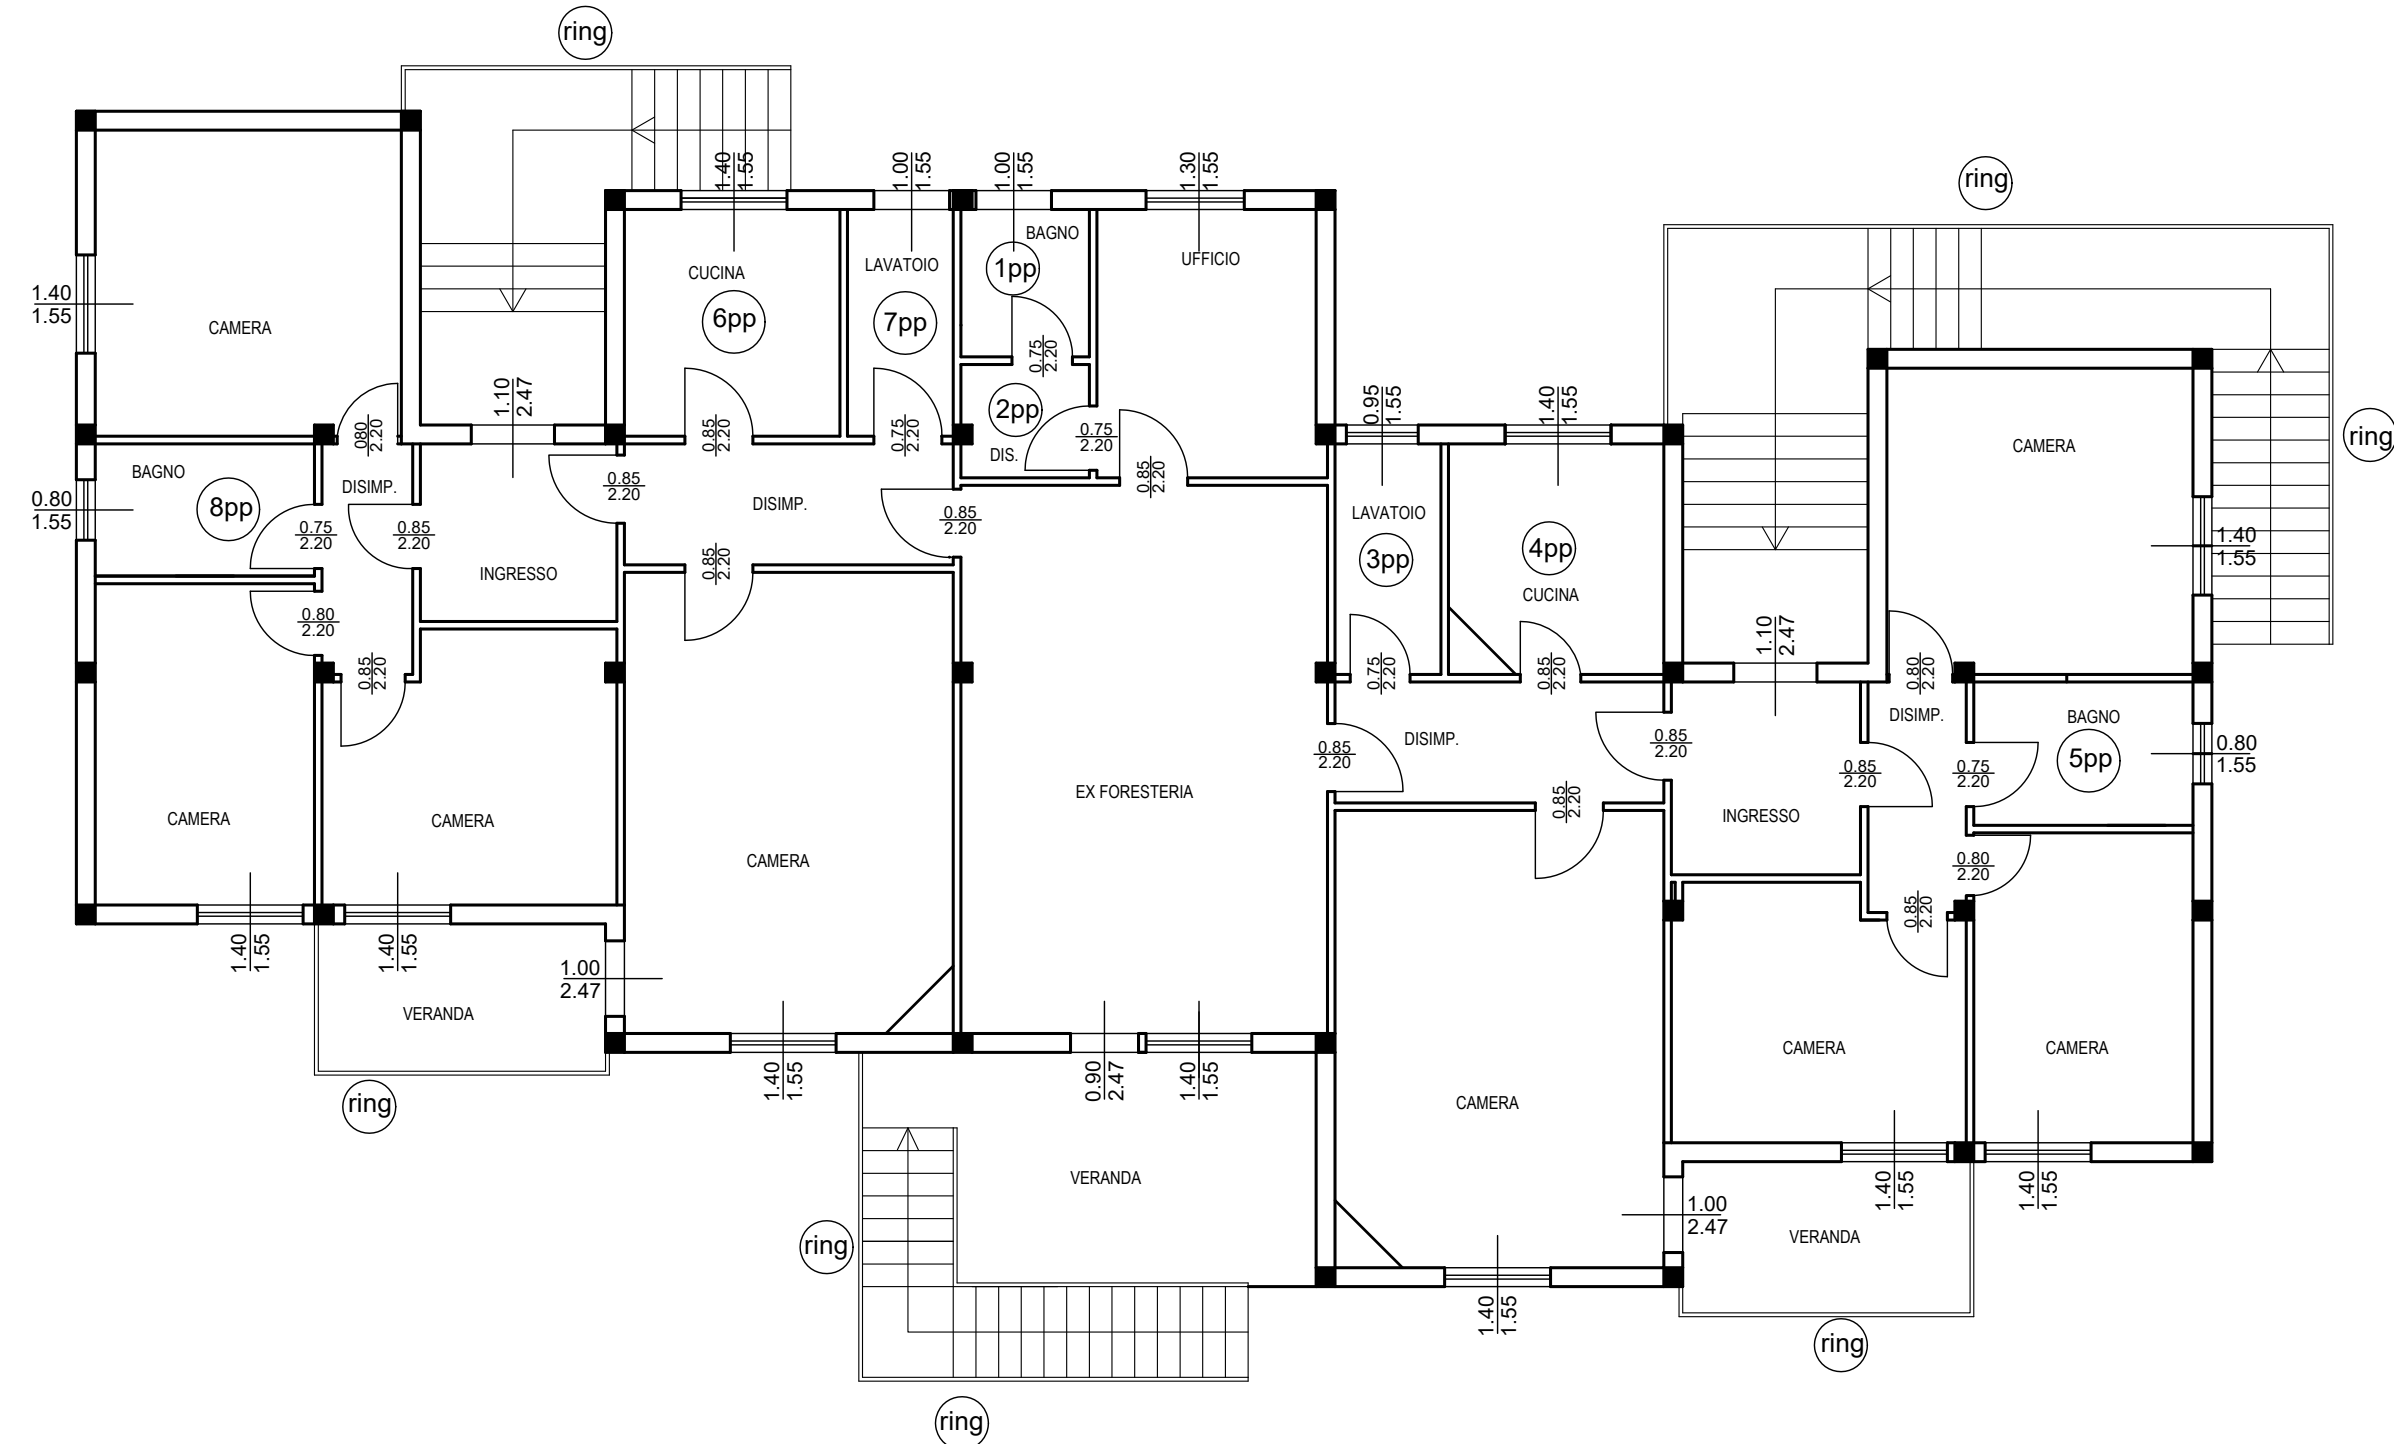 ring
ring
ring
ring
ring
ring
ring
1.40
1.55
1.00
1.55
1.00
1.55
1.30
1.55
BAGNO
1pp
UFFICIO
CUCINA
6pp
LAVATOIO
7pp
CAMERA
1.40
1.55
1.10
2.47
0.75
2.20
2pp
DIS.
0.75
2.20
0.85
2.20
0.85
2.20
0.75
2.20
080
2.20
BAGNO
8pp
0.80
1.55
DISIMP.
0.75
2.20
0.85
2.20
0.85
2.20
DISIMP.
0.85
2.20
INGRESSO
0.85
2.20
0.80
2.20
0.85
2.20
CAMERA
CAMERA
CAMERA
EX FORESTERIA
1.40
1.55
1.40
1.55
1.00
2.47
VERANDA
1.40
1.55
0.90
2.47
1.40
1.55
VERANDA
0.95
1.55
1.40
1.55
LAVATOIO
3pp
4pp
CUCINA
0.75
2.20
0.85
2.20
0.85
2.20
DISIMP.
0.85
2.20
0.85
2.20
1.10
2.47
INGRESSO
CAMERA
1.40
1.55
0.80
2.20
DISIMP.
BAGNO
5pp
0.80
1.55
0.85
2.20
0.75
2.20
0.80
2.20
0.85
2.20
CAMERA
CAMERA
CAMERA
1.40
1.55
1.40
1.55
1.00
2.47
VERANDA
1.40
1.55